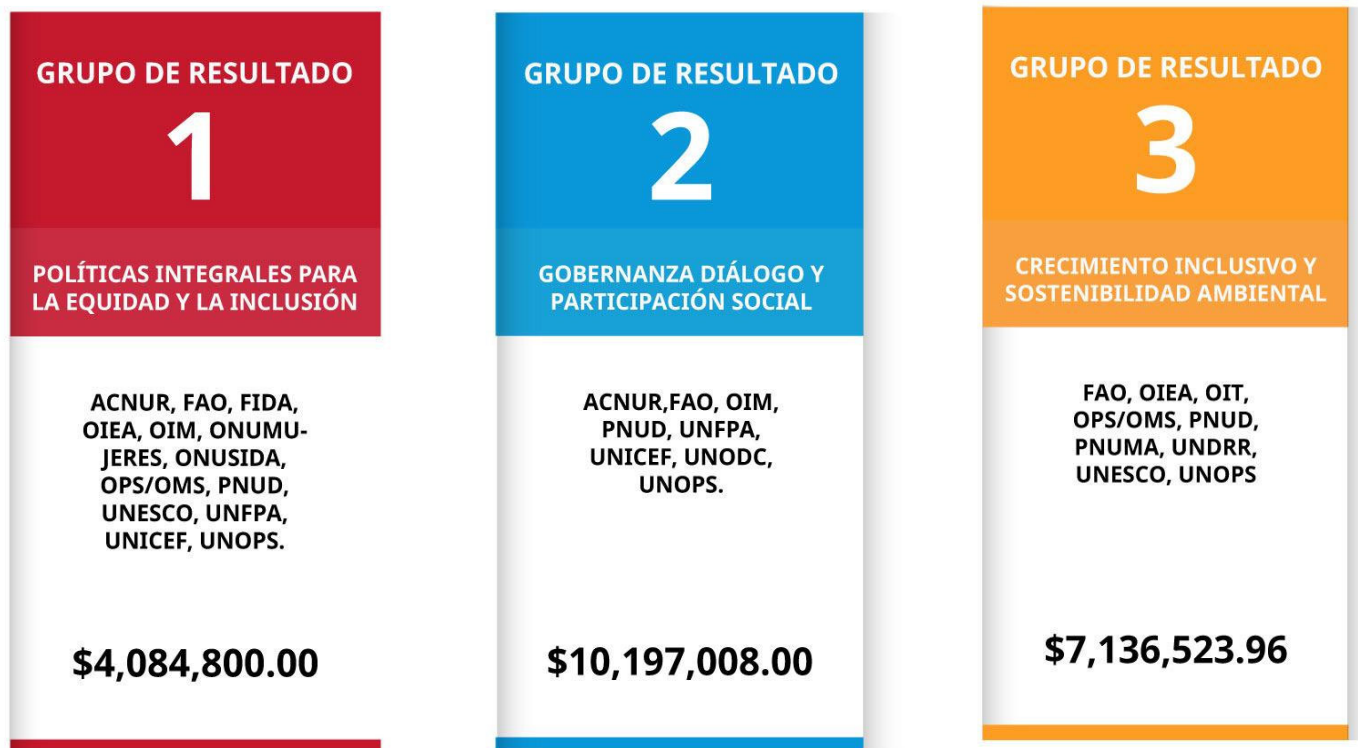 GRUPO DE RESULTADO
1
POLÍTICAS INTEGRALES PARA
LA EQUIDAD Y LA INCLUSIÓN
ACNUR, FAO, FIDA,
OIEA, OIM, ONUMU-
JERES, ONUSIDA,
OPS/OMS, PNUD,
UNESCO, UNFPA,
UNICEF, UNOPS.
$4,084,800.00
GRUPO DE RESULTADO
2
GOBERNANZA DIÁLOGO Y
PARTICIPACIÓN SOCIAL
ACNUR,FAO, OIM,
PNUD, UNFPA,
UNICEF, UNODC,
UNOPS.
$10,197,008.00
GRUPO DE RESULTADO
3
CRECIMIENTO INCLUSIVO Y
SOSTENIBILIDAD AMBIENTAL
FAO, OIEA, OIT,
OPS/OMS, PNUD,
PNUMA, UNDRR,
UNESCO, UNOPS
$7,136,523.96